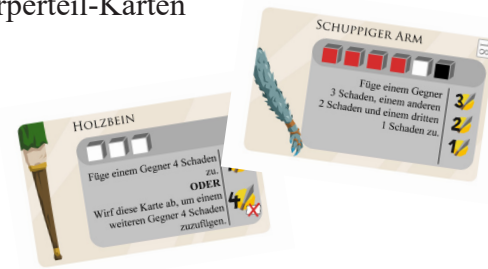 rperteil-Karten
SCHUPPIGER ARM
Füge einem Gegner
3 Schaden, einem anderen
2 Schaden und einem dritten
1 Schaden zu.
3
2
1
HOLZBEIN
Füge einem Gegner 4 Schaden
zu.
ODER
Wirf diese Karte ab, um einem
weiteren Gegner 4 Schaden
zuzufügen.
4